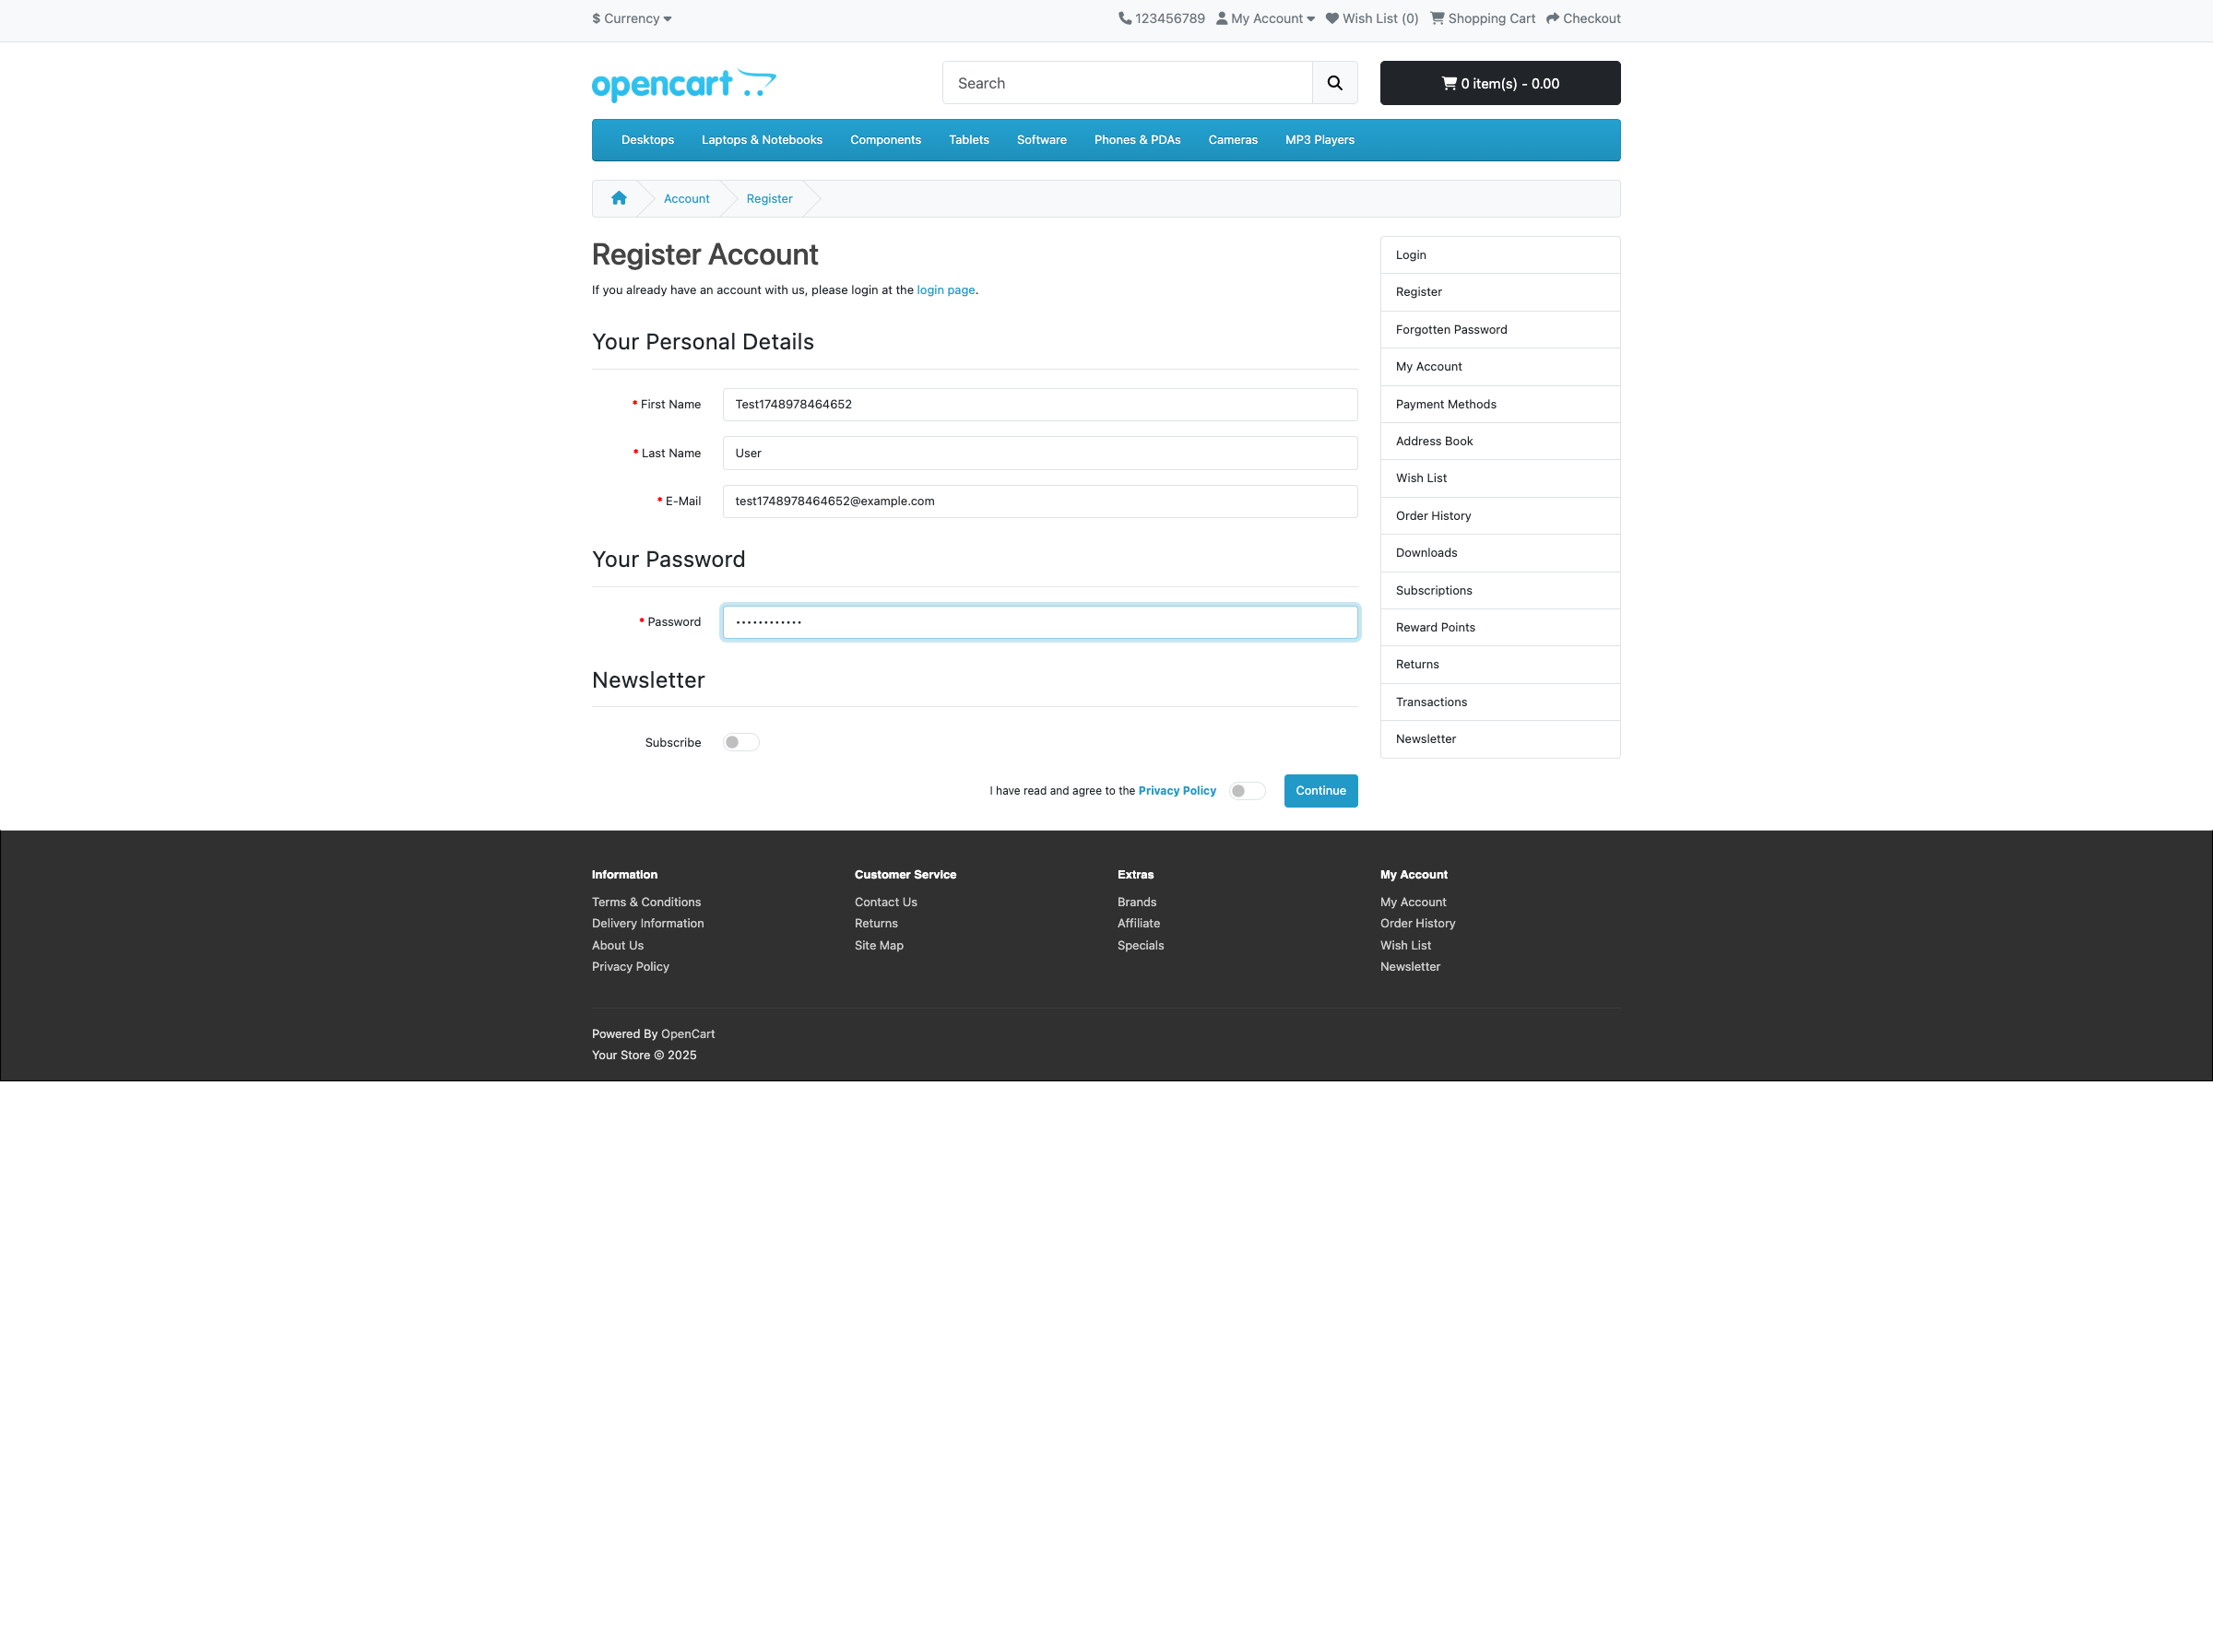 $ Currency
123456789 My Account Wish List (0) Shopping Cart Checkout
opencart
Search
0 item(s) - 0.00
Desktops Laptops & Notebooks Components Tablets Software Phones & PDAs Cameras MP3 Players
Account Register
Register Account
If you already have an account with us, please login at the login page.
Your Personal Details
* First Name Test1748978464652
* Last Name User
* E-Mail test1748978464652@example.com
Your Password
* Password ••••••••••••
Newsletter
Subscribe
I have read and agree to the Privacy Policy Continue
Login
Register
Forgotten Password
My Account
Payment Methods
Address Book
Wish List
Order History
Downloads
Subscriptions
Reward Points
Returns
Transactions
Newsletter
Information
Terms & Conditions
Delivery Information
About Us
Privacy Policy
Customer Service
Contact Us
Returns
Site Map
Extras
Brands
Affiliate
Specials
My Account
My Account
Order History
Wish List
Newsletter
Powered By OpenCart
Your Store © 2025